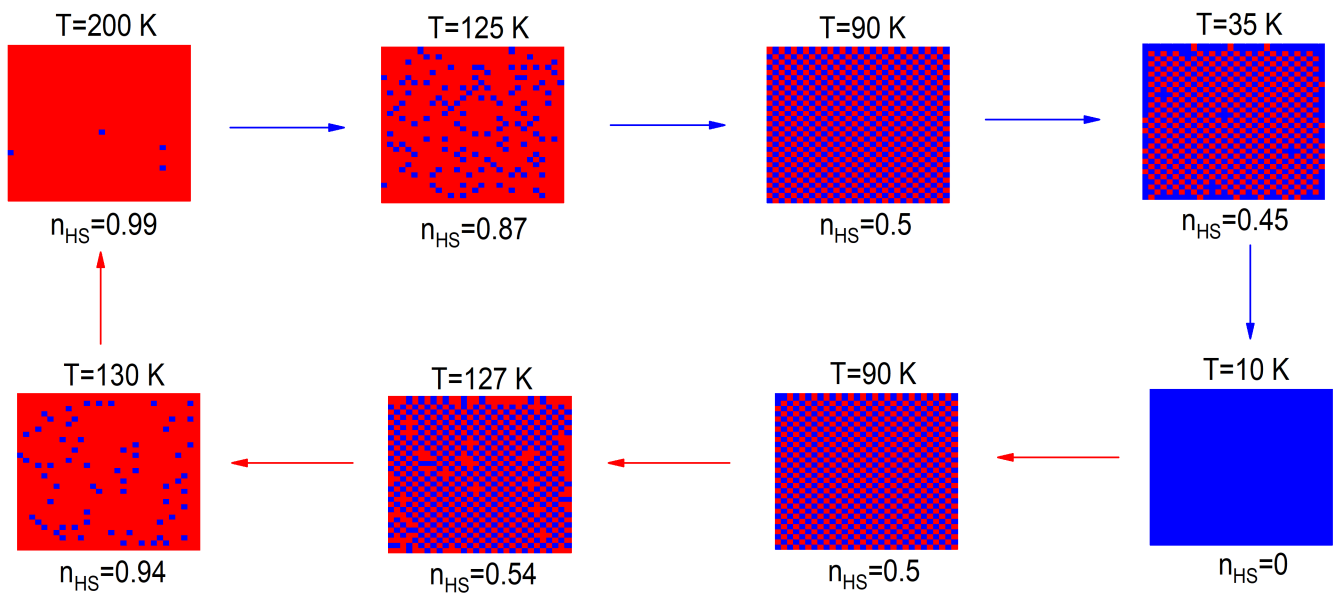 T=200 K
T=125 K
T=90 K
T=35 K
n_HS=0.99
n_HS=0.87
n_HS=0.5
n_HS=0.45
T=130 K
T=127 K
T=90 K
T=10 K
n_HS=0.94
n_HS=0.54
n_HS=0.5
n_HS=0